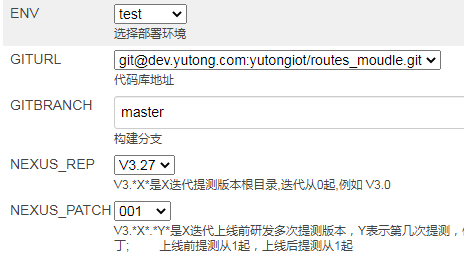 ENV test
选择部署环境
GITURL git@dev.yutong.com:yutongiot/routes_moudle.git
代码库地址
GITBRANCH master
构建分支
NEXUS_REP V3.27
V3.*X*是X迭代提测版本根目录,迭代从0起,例如 V3.0
NEXUS_PATCH 001
V3.*X*.*Y*是X迭代上线前研发多次提测版本，Y表示第几次提测，
丁; 上线前提测从1起，上线后提测从1起